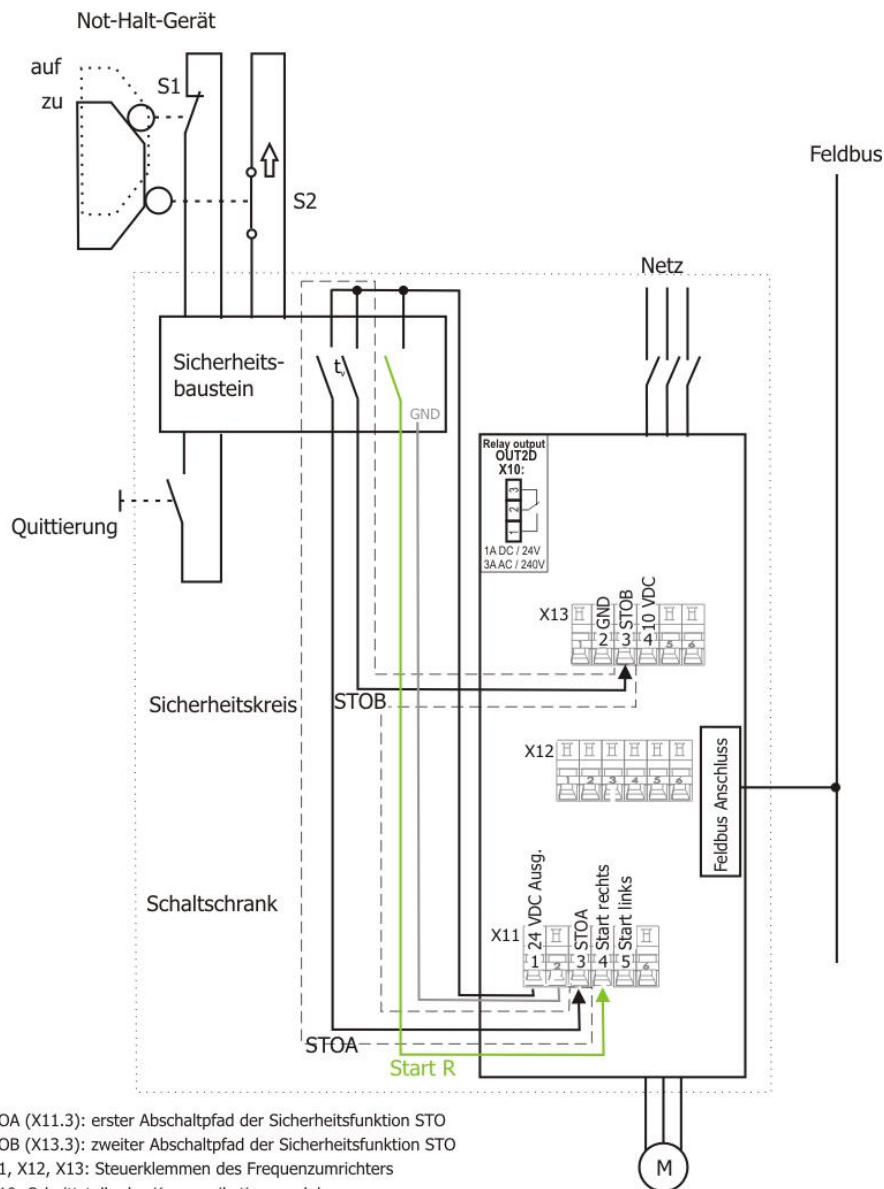 Not-Halt-Gerät
auf
zu
S1
S2
Feldbus
Netz
Sicherheits-
baustein
tv
GND
Quittierung
Relay output
OUT2D
X10:
3
2
1
1A DC / 24V
3A AC / 240V
X13
1
2 GND
3 STOB
4 10 VDC
5
6
Sicherheitskreis
STOB
X12
1 2 3 4 5 6
Feldbus Anschluss
Schaltschrank
X11
1 24 VDC Ausg.
2
3 STOA
4 Start rechts
5 Start links
6
STOA
Start R
OA (X11.3): erster Abschaltpfad der Sicherheitsfunktion STO
OB (X13.3): zweiter Abschaltpfad der Sicherheitsfunktion STO
1, X12, X13: Steuerklemmen des Frequenzumrichters
M